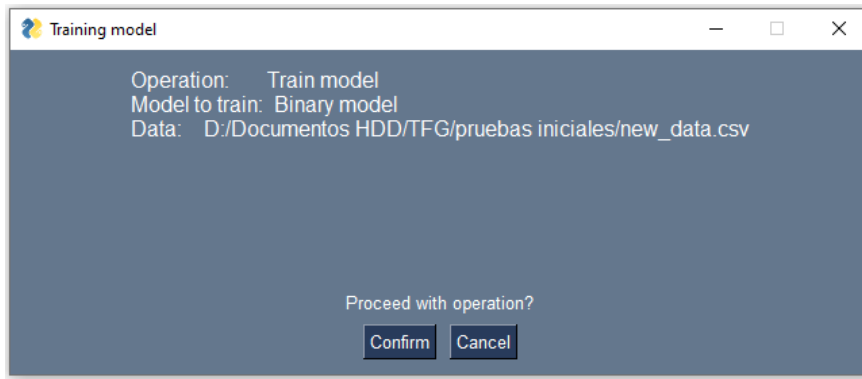 Training model
Operation: Train model
Model to train: Binary model
Data: D:/Documentos HDD/TFG/pruebas iniciales/new_data.csv
Proceed with operation?
Confirm Cancel